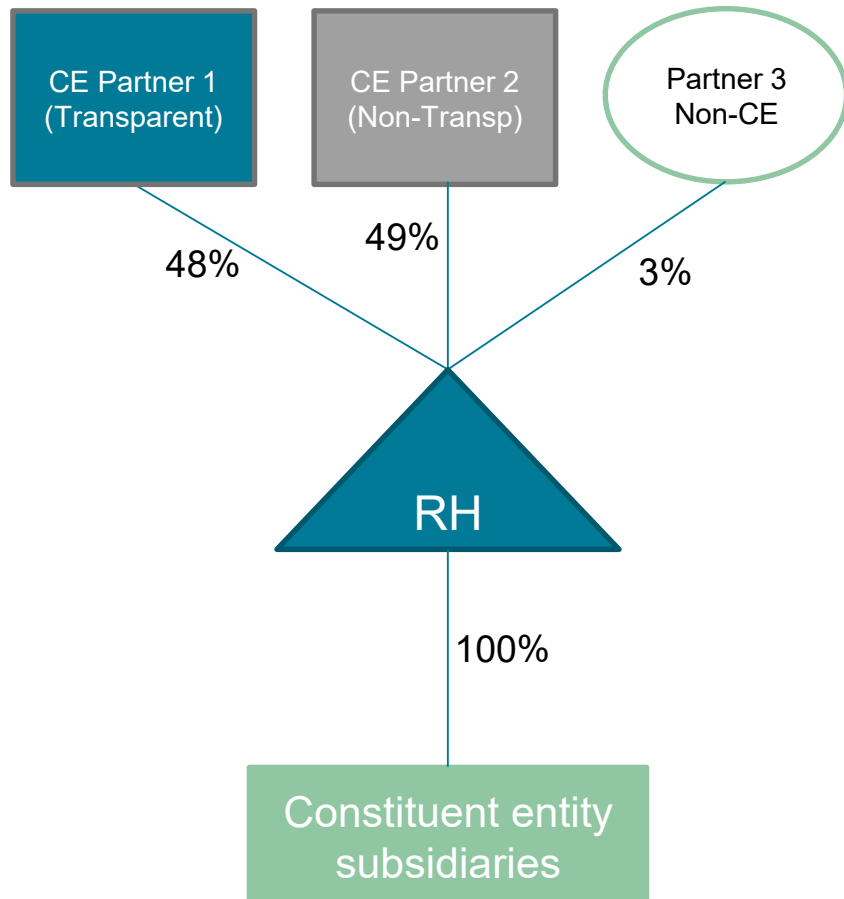 CE Partner 1
(Transparent)
CE Partner 2
(Non-Transp)
Partner 3
Non-CE
48%
49%
3%
RH
100%
Constituent entity
subsidiaries